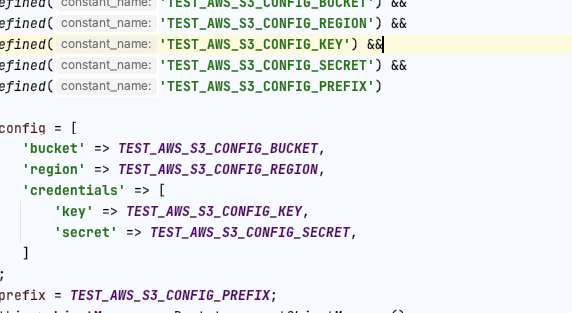 efined( constant_name: 'TEST_AWS_S3_CONFIG_BUCKET') &&
efined( constant_name: 'TEST_AWS_S3_CONFIG_REGION') &&
efined( constant_name: 'TEST_AWS_S3_CONFIG_KEY') &&
efined( constant_name: 'TEST_AWS_S3_CONFIG_SECRET') &&
efined( constant_name: 'TEST_AWS_S3_CONFIG_PREFIX')
config = [
'bucket' => TEST_AWS_S3_CONFIG_BUCKET,
'region' => TEST_AWS_S3_CONFIG_REGION,
'credentials' => [
'key' => TEST_AWS_S3_CONFIG_KEY,
'secret' => TEST_AWS_S3_CONFIG_SECRET,
]
;
prefix = TEST_AWS_S3_CONFIG_PREFIX;